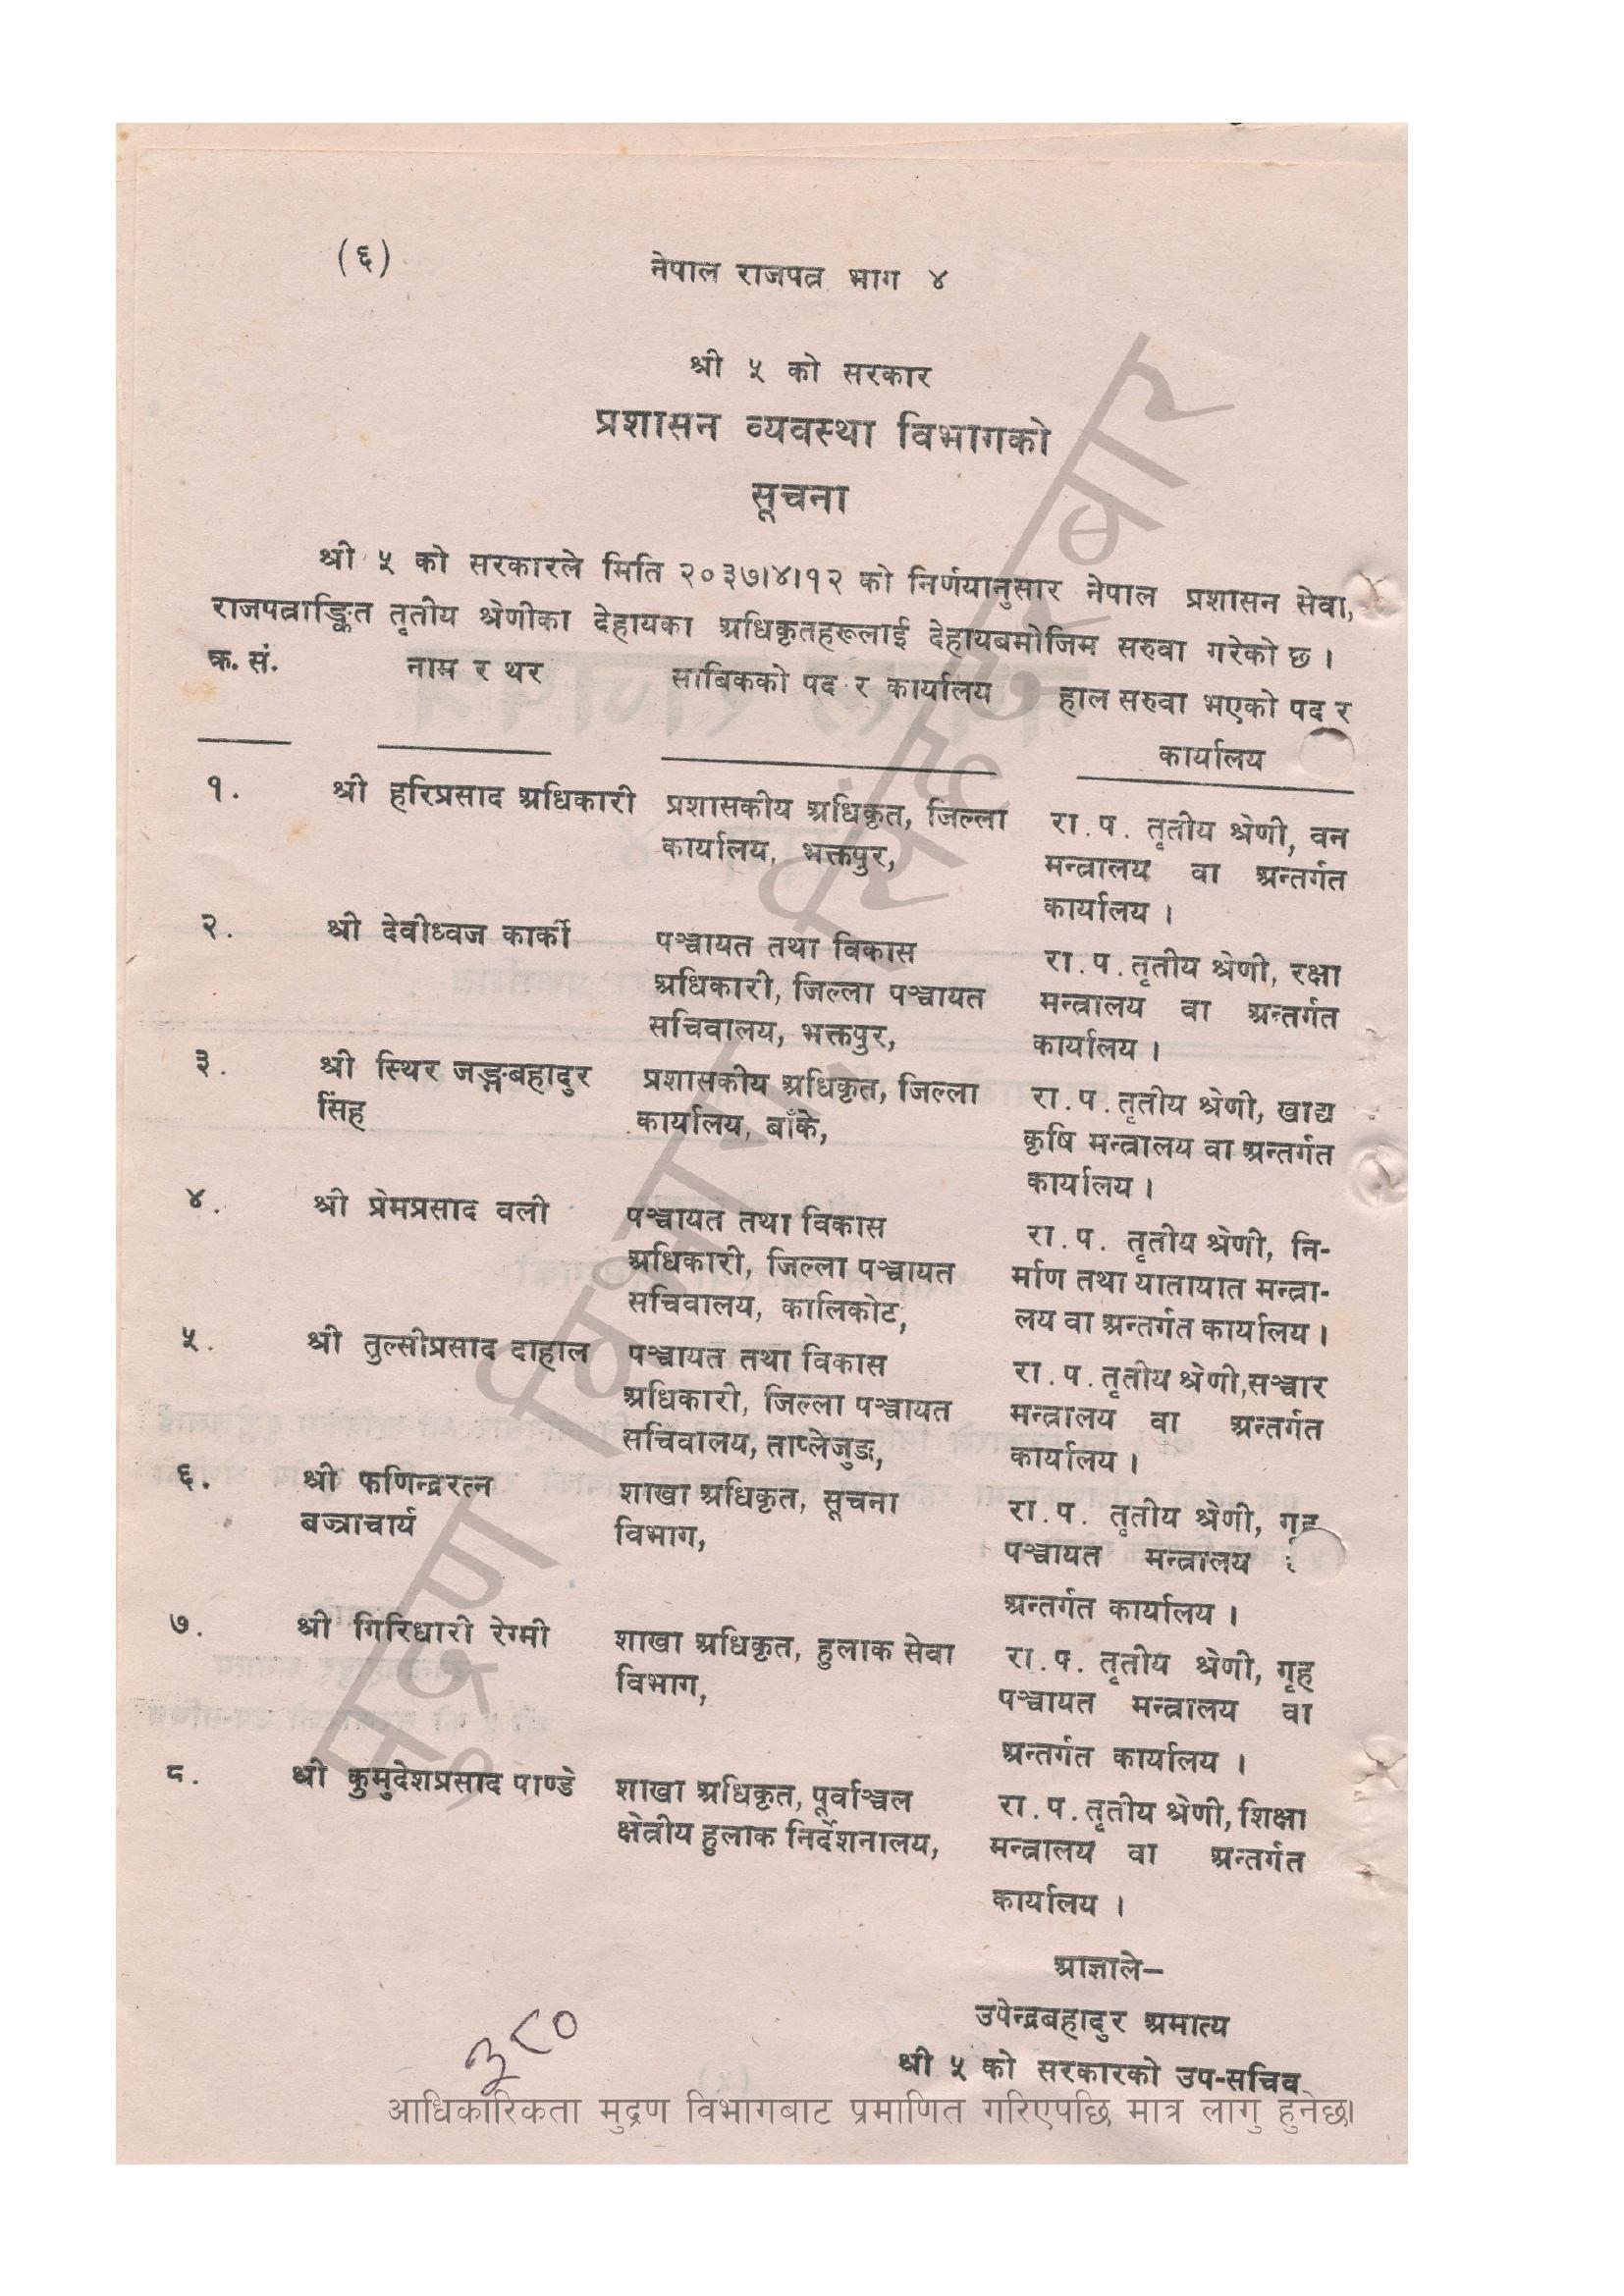 (६) नेपाल राजपत्र भाग ४
श्री ५ को सरकार
प्रशासन व्यवस्था विभागको
सूचना
श्री ५ को सरकारले मिति २०३७।४।१२ को निर्णयानुसार नेपाल प्रशासन सेवा,
राजपत्राङ्कित तृतीय श्रेणीका देहायका अधिकृतहरूलाई देहायबमोजिम सरुवा गरेको छ ।
क्र. सं. नाम र थर साबिकको पद र कार्यालय हाल सरुवा भएको पद र
कार्यालय
१. श्री हरिप्रसाद अधिकारी प्रशासकीय अधिकृत, जिल्ला रा. प. तृतीय श्रेणी, वन
कार्यालय, भक्तपुर, मन्त्रालय वा अन्तर्गत
कार्यालय ।
२. श्री देवीध्वज कार्की पञ्चायत तथा विकास रा. प. तृतीय श्रेणी, रक्षा
अधिकारी, जिल्ला पञ्चायत मन्त्रालय वा अन्तर्गत
सचिवालय, भक्तपुर, कार्यालय ।
३. श्री स्थिर जङ्गबहादुर प्रशासकीय अधिकृत, जिल्ला रा. प. तृतीय श्रेणी, खाद्य
सिंह कार्यालय, बाँके, कृषि मन्त्रालय वा अन्तर्गत
कार्यालय ।
४. श्री प्रेमप्रसाद वली पञ्चायत तथा विकास रा. प. तृतीय श्रेणी, नि-
अधिकारी, जिल्ला पञ्चायत र्माण तथा यातायात मन्त्रा-
सचिवालय, कालिकोट, लय वा अन्तर्गत कार्यालय ।
५. श्री तुल्सीप्रसाद दाहाल पञ्चायत तथा विकास रा. प. तृतीय श्रेणी, सञ्चार
अधिकारी, जिल्ला पञ्चायत मन्त्रालय वा अन्तर्गत
सचिवालय, ताप्लेजुङ, कार्यालय ।
६. श्री फणिन्द्ररत्न शाखा अधिकृत, सूचना रा. प. तृतीय श्रेणी, गृह
बज्राचार्य विभाग, पञ्चायत मन्त्रालय
अन्तर्गत कार्यालय ।
७. श्री गिरिधारी रेग्मी शाखा अधिकृत, हुलाक सेवा रा. प. तृतीय श्रेणी, गृह
विभाग, पञ्चायत मन्त्रालय वा
अन्तर्गत कार्यालय ।
८. श्री कुमुदेशप्रसाद पाण्डे शाखा अधिकृत, पूर्वाञ्चल रा. प. तृतीय श्रेणी, शिक्षा
क्षेत्रीय हुलाक निर्देशनालय, मन्त्रालय वा अन्तर्गत
कार्यालय ।
आज्ञाले—
उपेन्द्रबहादुर अमात्य
श्री ५ को सरकारको उप-सचिव
३८०
आधिकारिकता मुद्रण विभागबाट प्रमाणित गरिएपछि मात्र लागु हुनेछ।
मुद्रण विभाग, सिंहदरबार